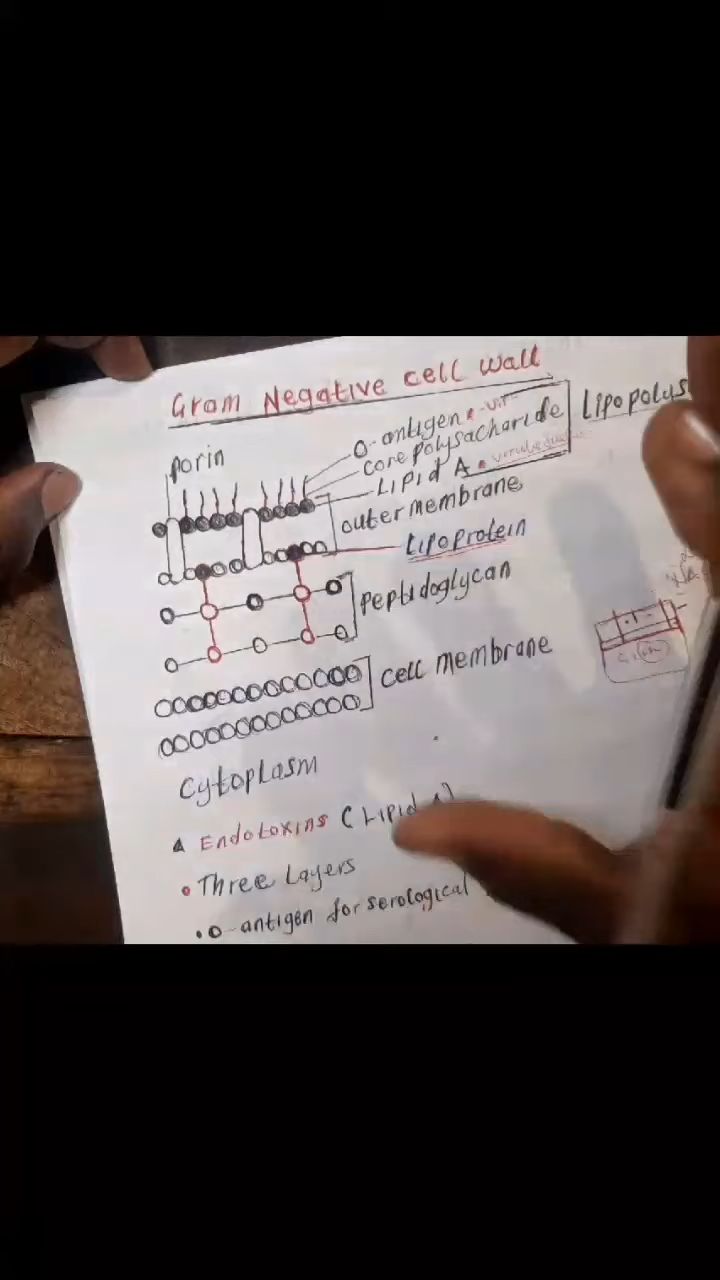 Gram Negative cell wall
porin
O-antigen
core polysacharide
Lipid A
Lipopolys
outer membrane
Lipoprotein
peptidoglycan
cell membrane
Cytoplasm
Endotoxins (Lipid A)
Three Layers
O-antigen for serological